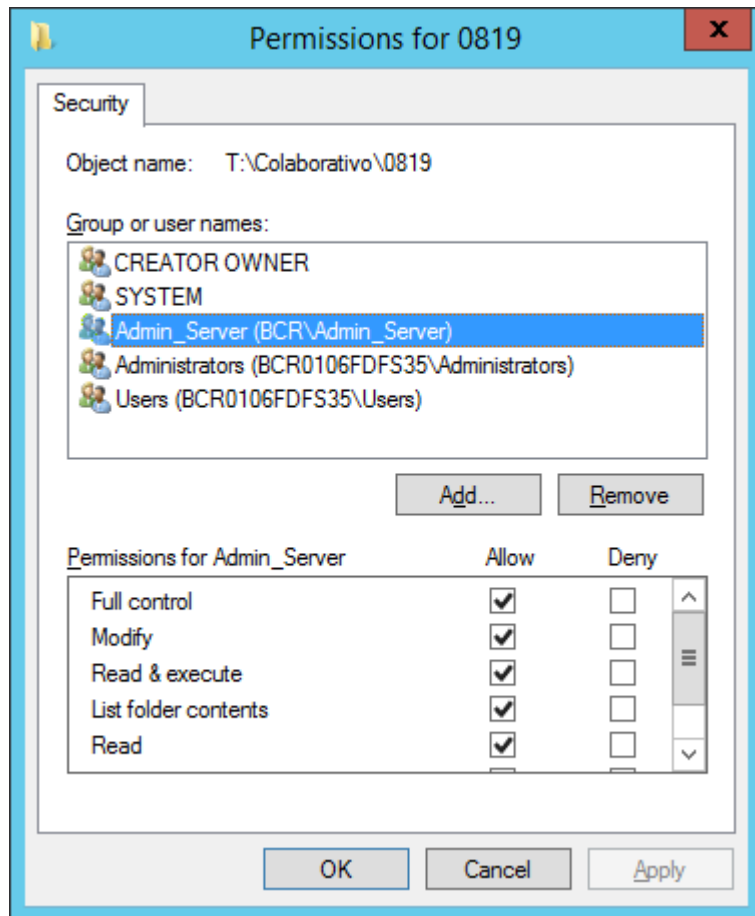 Permissions for 0819
x
Security
Object name: T:\Colaborativo\0819
Group or user names:
CREATOR OWNER
SYSTEM
Admin_Server (BCR\Admin_Server)
Administrators (BCR0106FDFS35\Administrators)
Users (BCR0106FDFS35\Users)
Add... Remove
Permissions for Admin_Server Allow Deny
Full control
Modify
Read & execute
List folder contents
Read
OK Cancel Apply